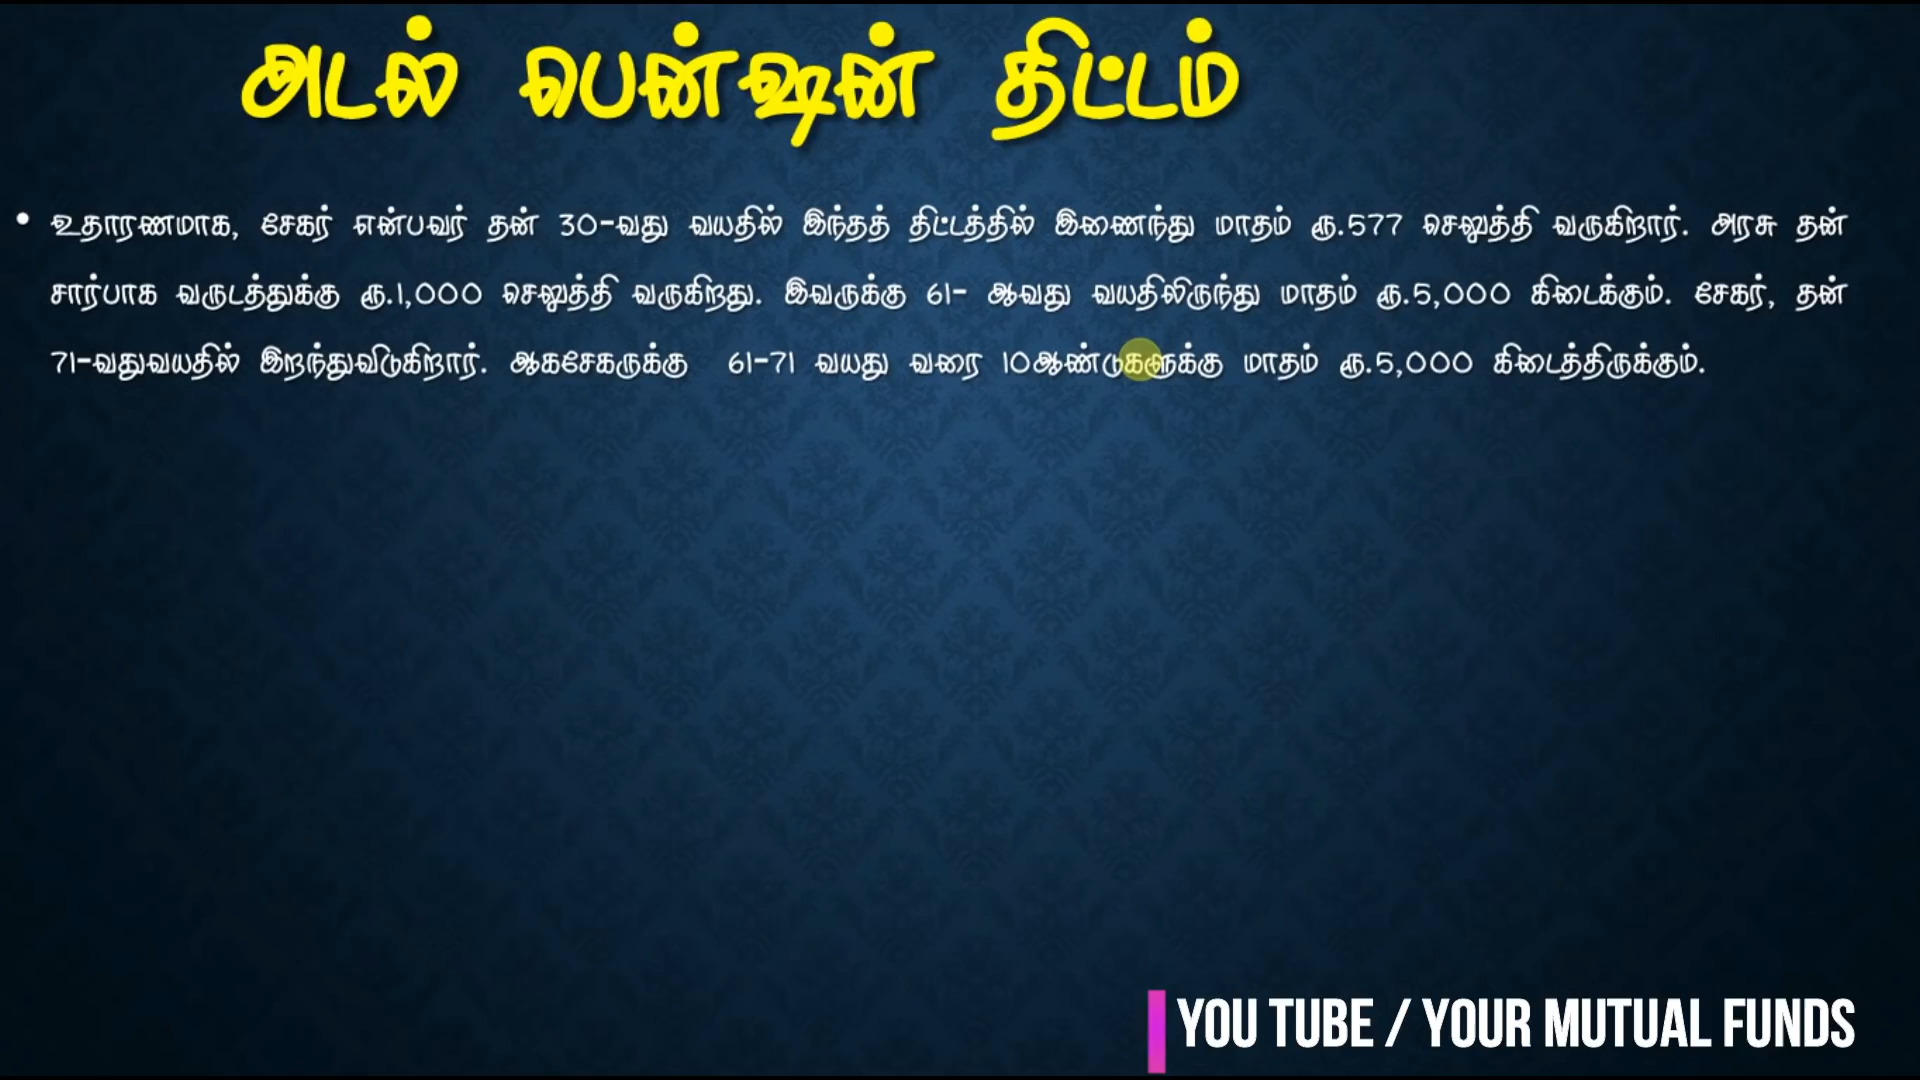 அடல் பென்ஷன் திட்டம்
• உதாரணமாக, சேகர் என்பவர் தன் 30-வது வயதில் இந்தத் திட்டத்தில் இணைந்து மாதம் ரூ.577 செலுத்தி வருகிறார். அரசு தன்
சார்பாக வருடத்துக்கு ரூ.1,000 செலுத்தி வருகிறது. இவருக்கு 61- ஆவது வயதிலிருந்து மாதம் ரூ.5,000 கிடைக்கும். சேகர், தன்
71-வதுவயதில் இறந்துவிடுகிறார். ஆகசேகருக்கு 61-71 வயது வரை 10ஆண்டுகளுக்கு மாதம் ரூ.5,000 கிடைத்திருக்கும்.
YOU TUBE / YOUR MUTUAL FUNDS